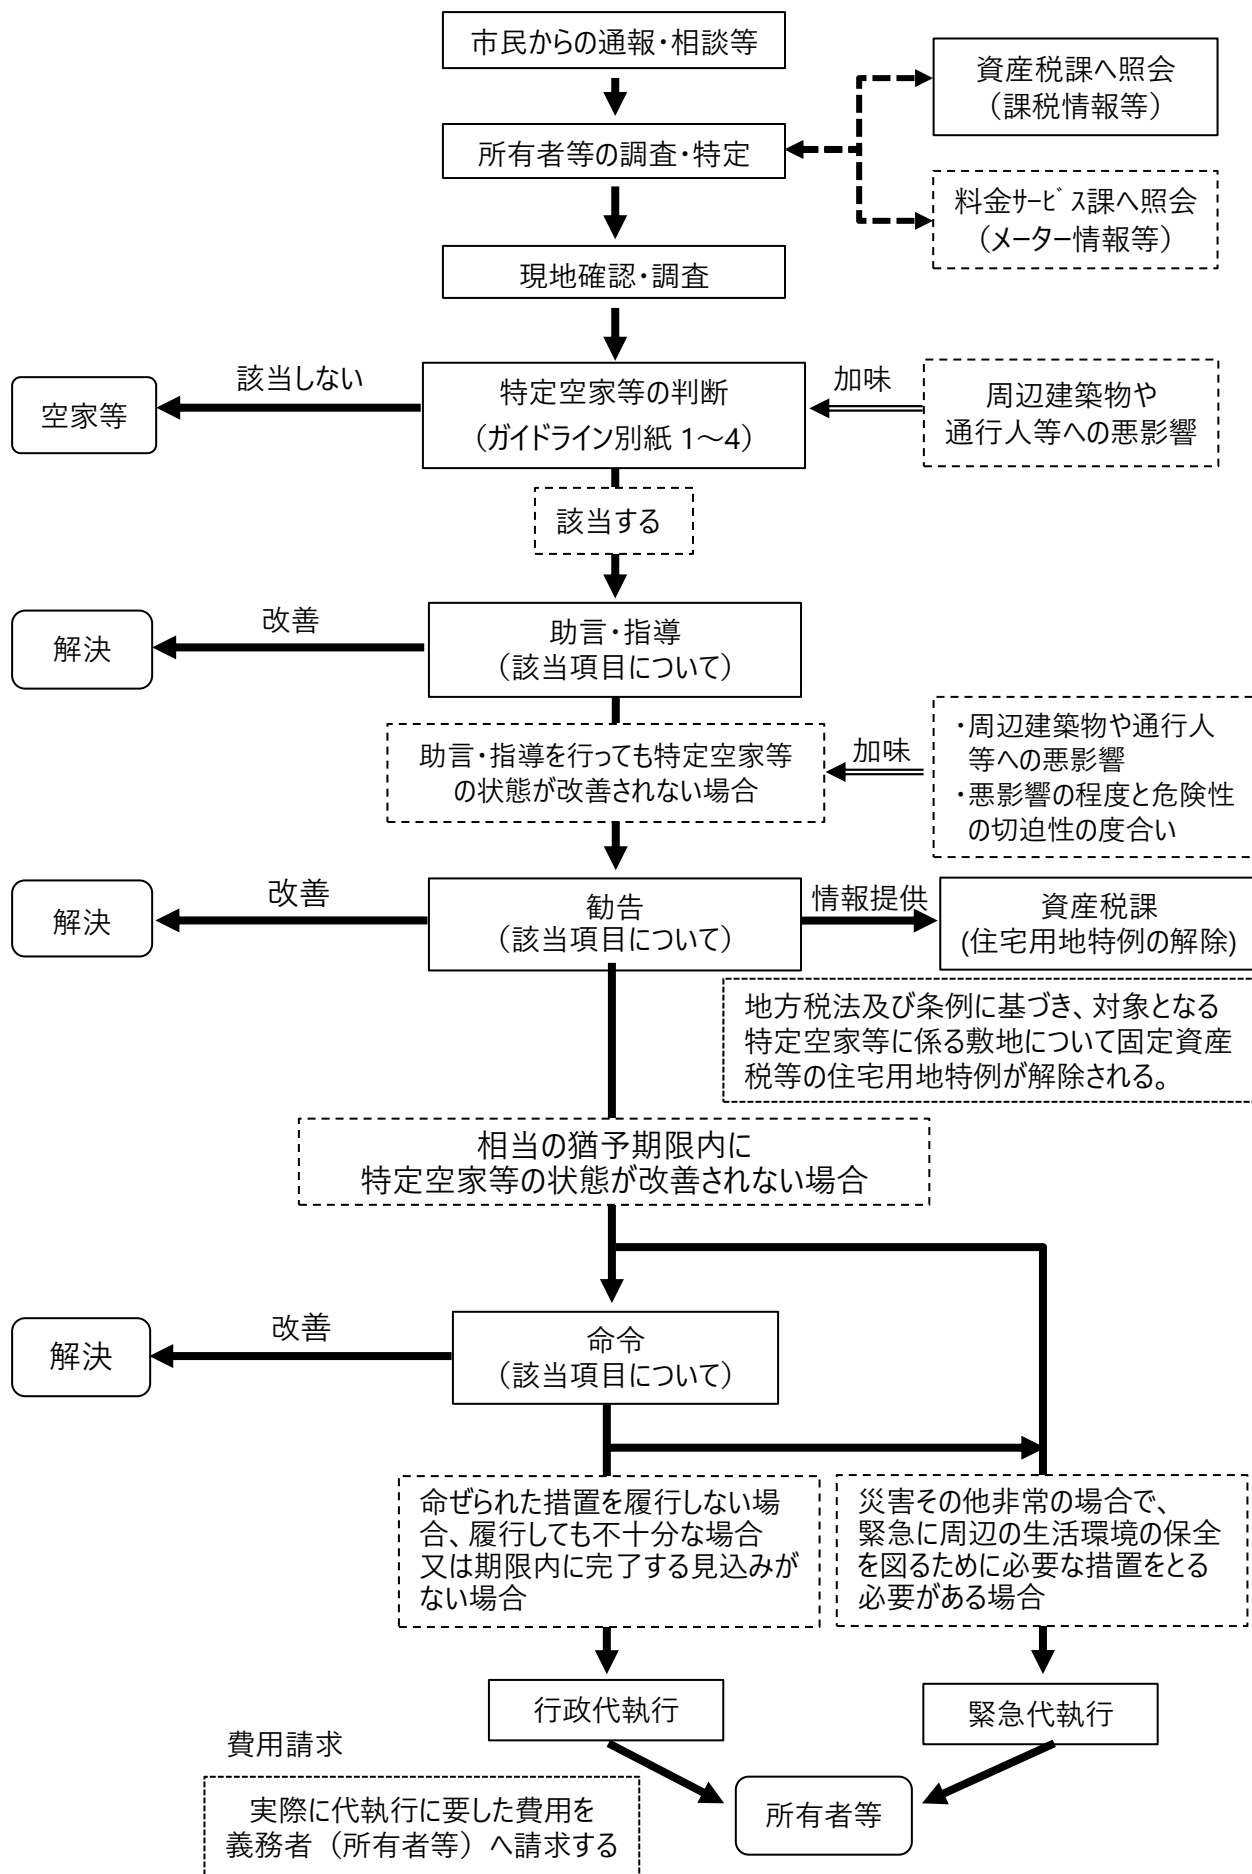 市民からの通報・相談等
資産税課へ照会
（課税情報等）
所有者等の調査・特定
料金ｻｰﾋﾞｽ課へ照会
（メーター情報等）
現地確認・調査
該当しない
特定空家等の判断
（ガイドライン別紙 1～4）
加味
周辺建築物や
通行人等への悪影響
空家等
該当する
改善
解決
助言・指導
（該当項目について）
助言・指導を行っても特定空家等
の状態が改善されない場合
加味
・周辺建築物や通行人
等への悪影響
・悪影響の程度と危険性
の切迫性の度合い
改善
解決
勧告
（該当項目について）
情報提供
資産税課
(住宅用地特例の解除)
地方税法及び条例に基づき、対象となる
特定空家等に係る敷地について固定資産
税等の住宅用地特例が解除される。
相当の猶予期限内に
特定空家等の状態が改善されない場合
改善
解決
命令
（該当項目について）
命ぜられた措置を履行しない場
合、履行しても不十分な場合
又は期限内に完了する見込みが
ない場合
災害その他非常の場合で、
緊急に周辺の生活環境の保全
を図るために必要な措置をとる
必要がある場合
行政代執行
緊急代執行
費用請求
実際に代執行に要した費用を
義務者（所有者等）へ請求する
所有者等